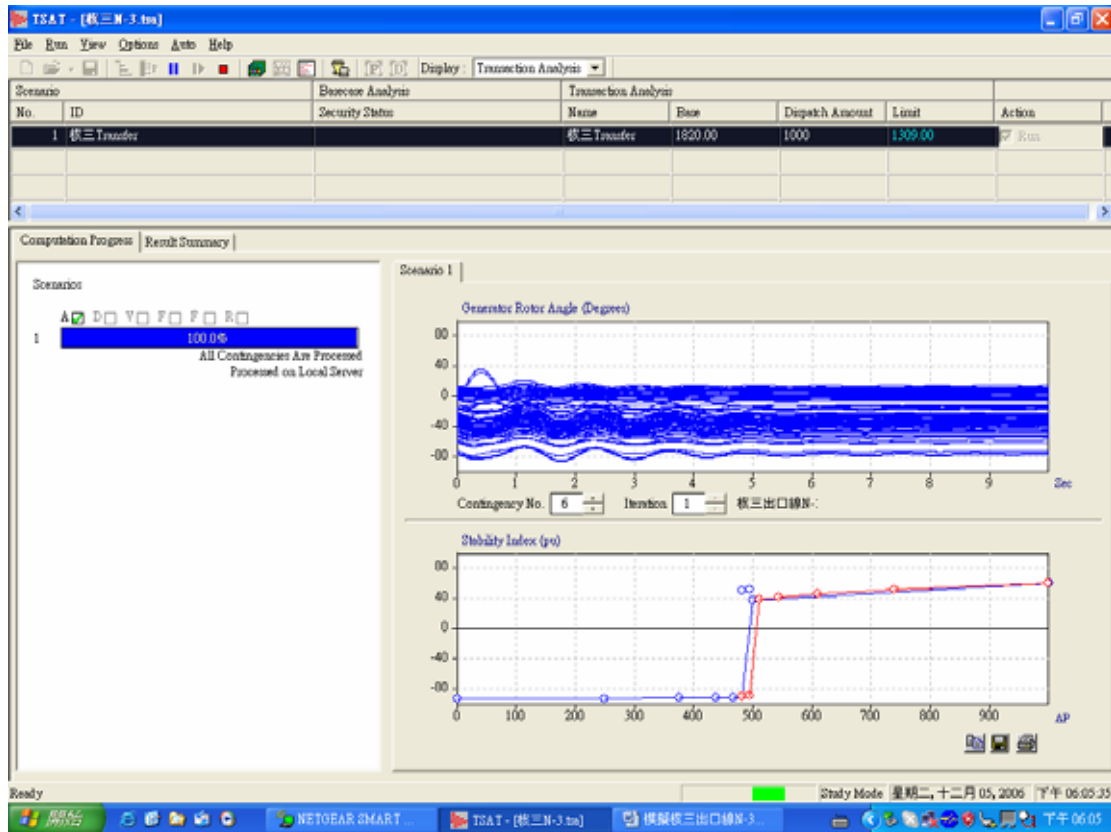 TSAT - [核三N-3.tsa]
File Run View Options Auto Help
Display: Transaction Analysis
Scenario Basecase Analysis Transaction Analysis
No. ID Security Status Name Base Dispatch Amount Limit Action
1 核三Transfer 核三Transfer 1820.00 1000 1309.00 Run
Computation Progress Result Summary
Scenarios
A D V F F R
1 100.0%
All Contingencies Are Processed
Processed on Local Server
Scenario 1
Generator Rotor Angle (Degrees)
80
40
0
-40
-80
0 1 2 3 4 5 6 7 8 9 Sec
Contingency No. 6 Iteration 1 核三出口線N-
Stability Index (pu)
80
40
0
-40
-80
0 100 200 300 400 500 600 700 800 900 ΔP
Ready Study Mode 星期二, 十二月 05, 2006 下午 06:05:35
開始 NETGEAR SMART ... TSAT - [核三N-3.tsa] 模擬核三出口線N-3... 下午 06:05